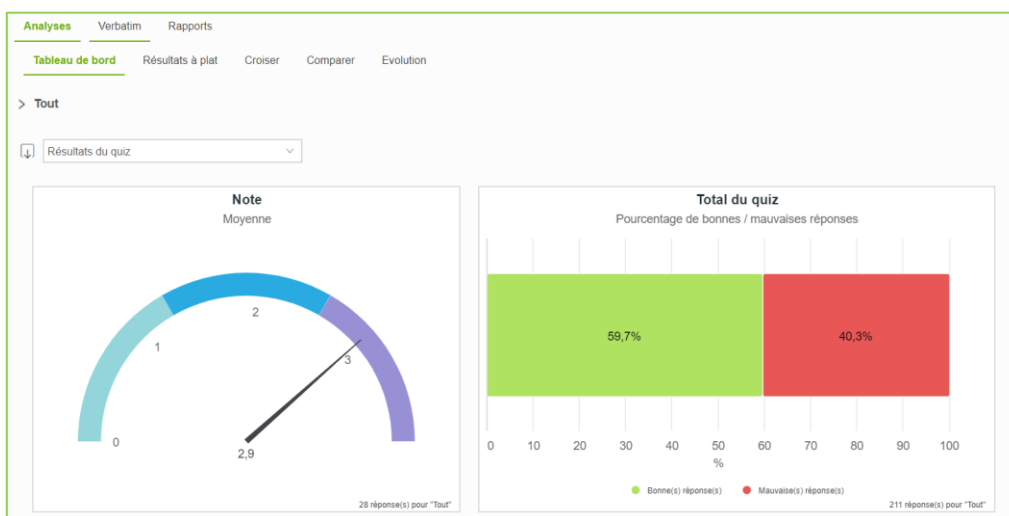 Analyses Verbatim Rapports
Tableau de bord Résultats à plat Croiser Comparer Evolution
Tout
Résultats du quiz
Note
Moyenne
0
1
2
3
2,9
28 réponse(s) pour "Tout"
Total du quiz
Pourcentage de bonnes / mauvaises réponses
59,7% 40,3%
0 10 20 30 40 50 60 70 80 90 100
%
Bonne(s) réponse(s) Mauvaise(s) réponse(s)
211 réponse(s) pour "Tout"